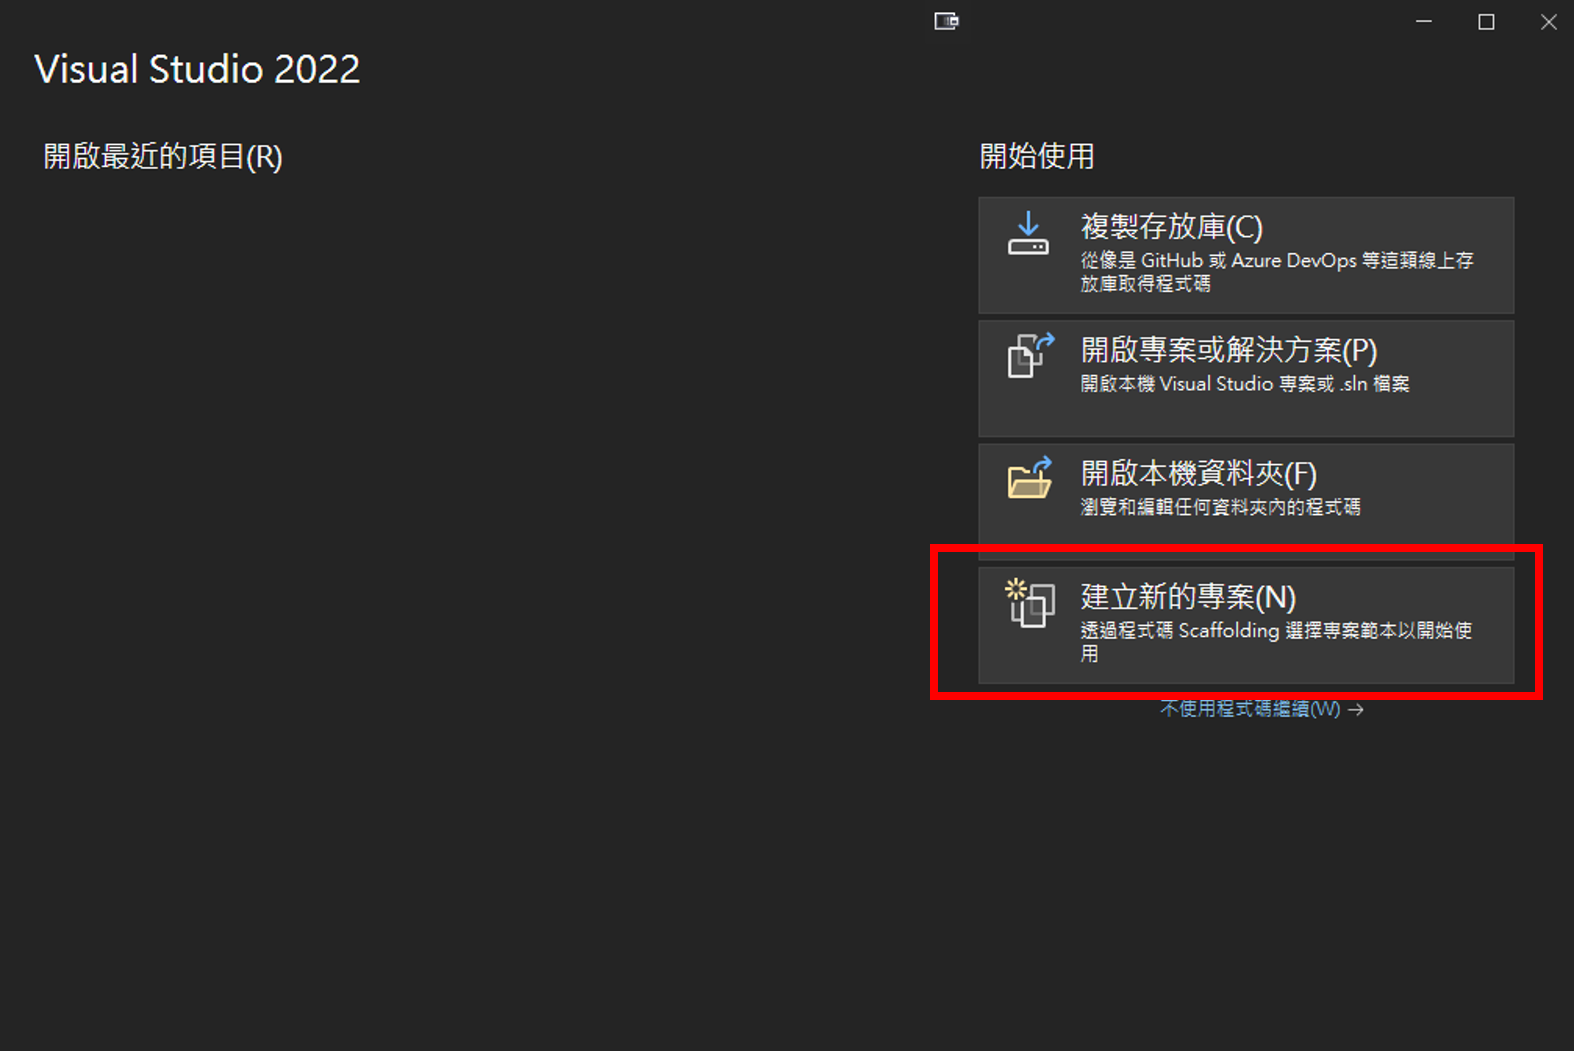 Visual Studio 2022
開啟最近的項目(R)
開始使用
複製存放庫(C)
從像是 GitHub 或 Azure DevOps 等這類線上存
放庫取得程式碼
開啟專案或解決方案(P)
開啟本機 Visual Studio 專案或 .sln 檔案
開啟本機資料夾(F)
瀏覽和編輯任何資料夾內的程式碼
建立新的專案(N)
透過程式碼 Scaffolding 選擇專案範本以開始使
用
不使用程式碼繼續(W) →